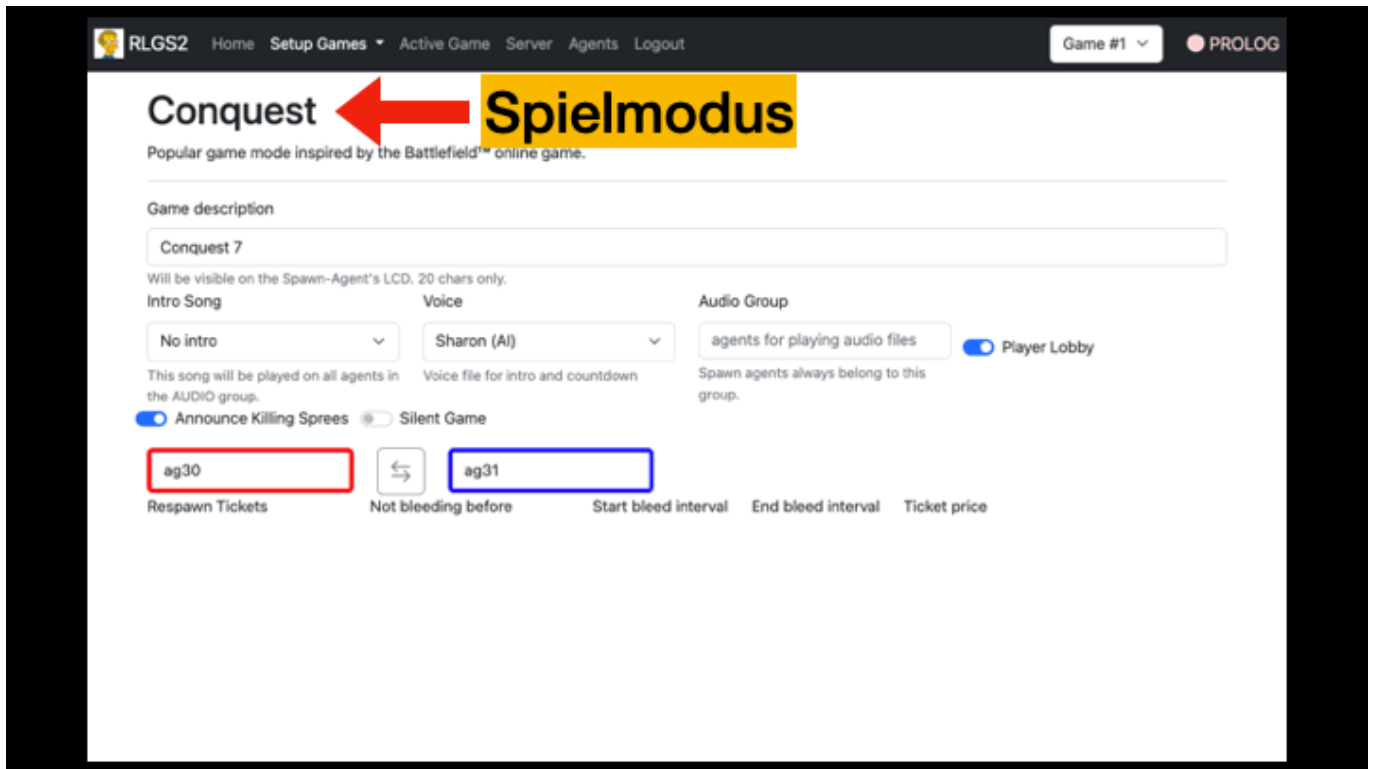 RLGS2 Home Setup Games Active Game Server Agents Logout Game #1 PROLOG
Conquest Spielmodus
Popular game mode inspired by the Battlefield™ online game.
Game description
Conquest 7
Will be visible on the Spawn-Agent's LCD. 20 chars only.
Intro Song Voice Audio Group
No intro Sharon (AI) agents for playing audio files Player Lobby
This song will be played on all agents in Voice file for intro and countdown Spawn agents always belong to this
the AUDIO group. group.
Announce Killing Sprees Silent Game
ag30 ag31
Respawn Tickets Not bleeding before Start bleed interval End bleed interval Ticket price